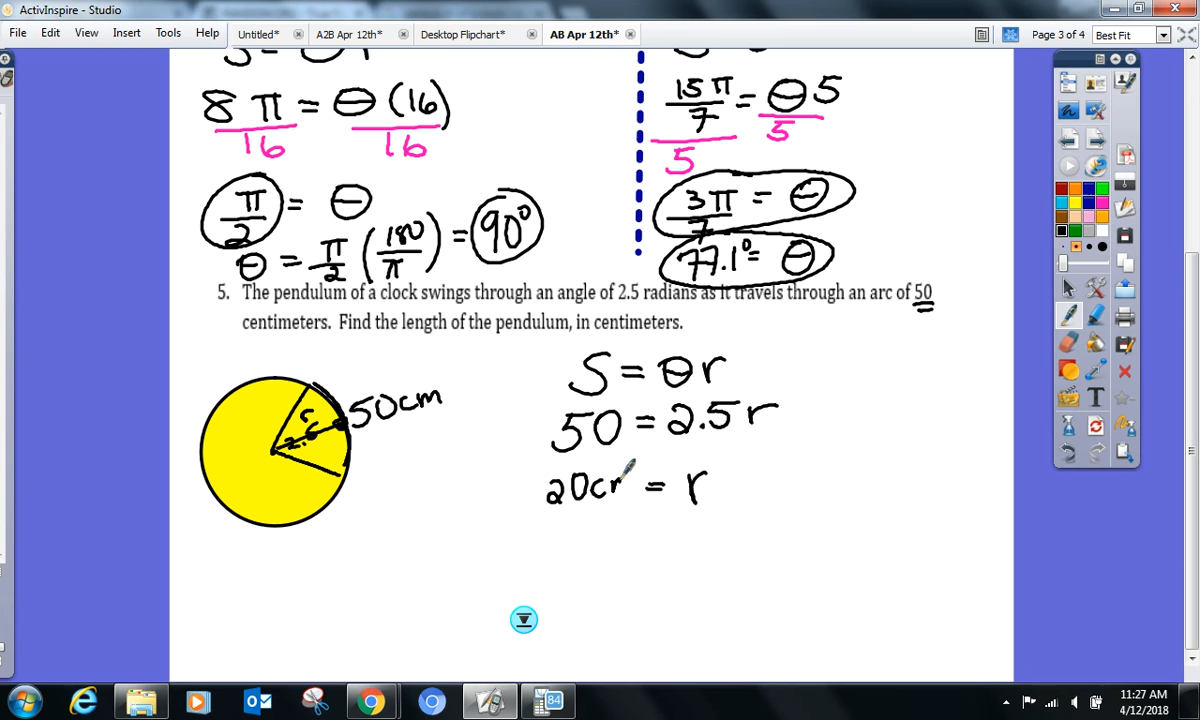 ActivInspire - Studio
File Edit View Insert Tools Help Untitled* A2B Apr 12th* Desktop Flipchart* AB Apr 12th* Page 3 of 4 Best Fit
8 π = θ (16)
16 16
π/2 = θ
θ = π/2 (180/π) = 90°
15π/7 = θ5
5 5
3π/7 = θ
77.1° = θ
5. The pendulum of a clock swings through an angle of 2.5 radians as it travels through an arc of 50
centimeters. Find the length of the pendulum, in centimeters.
r
50cm
S = θr
50 = 2.5 r
20cm = r
84
11:27 AM
4/12/2018